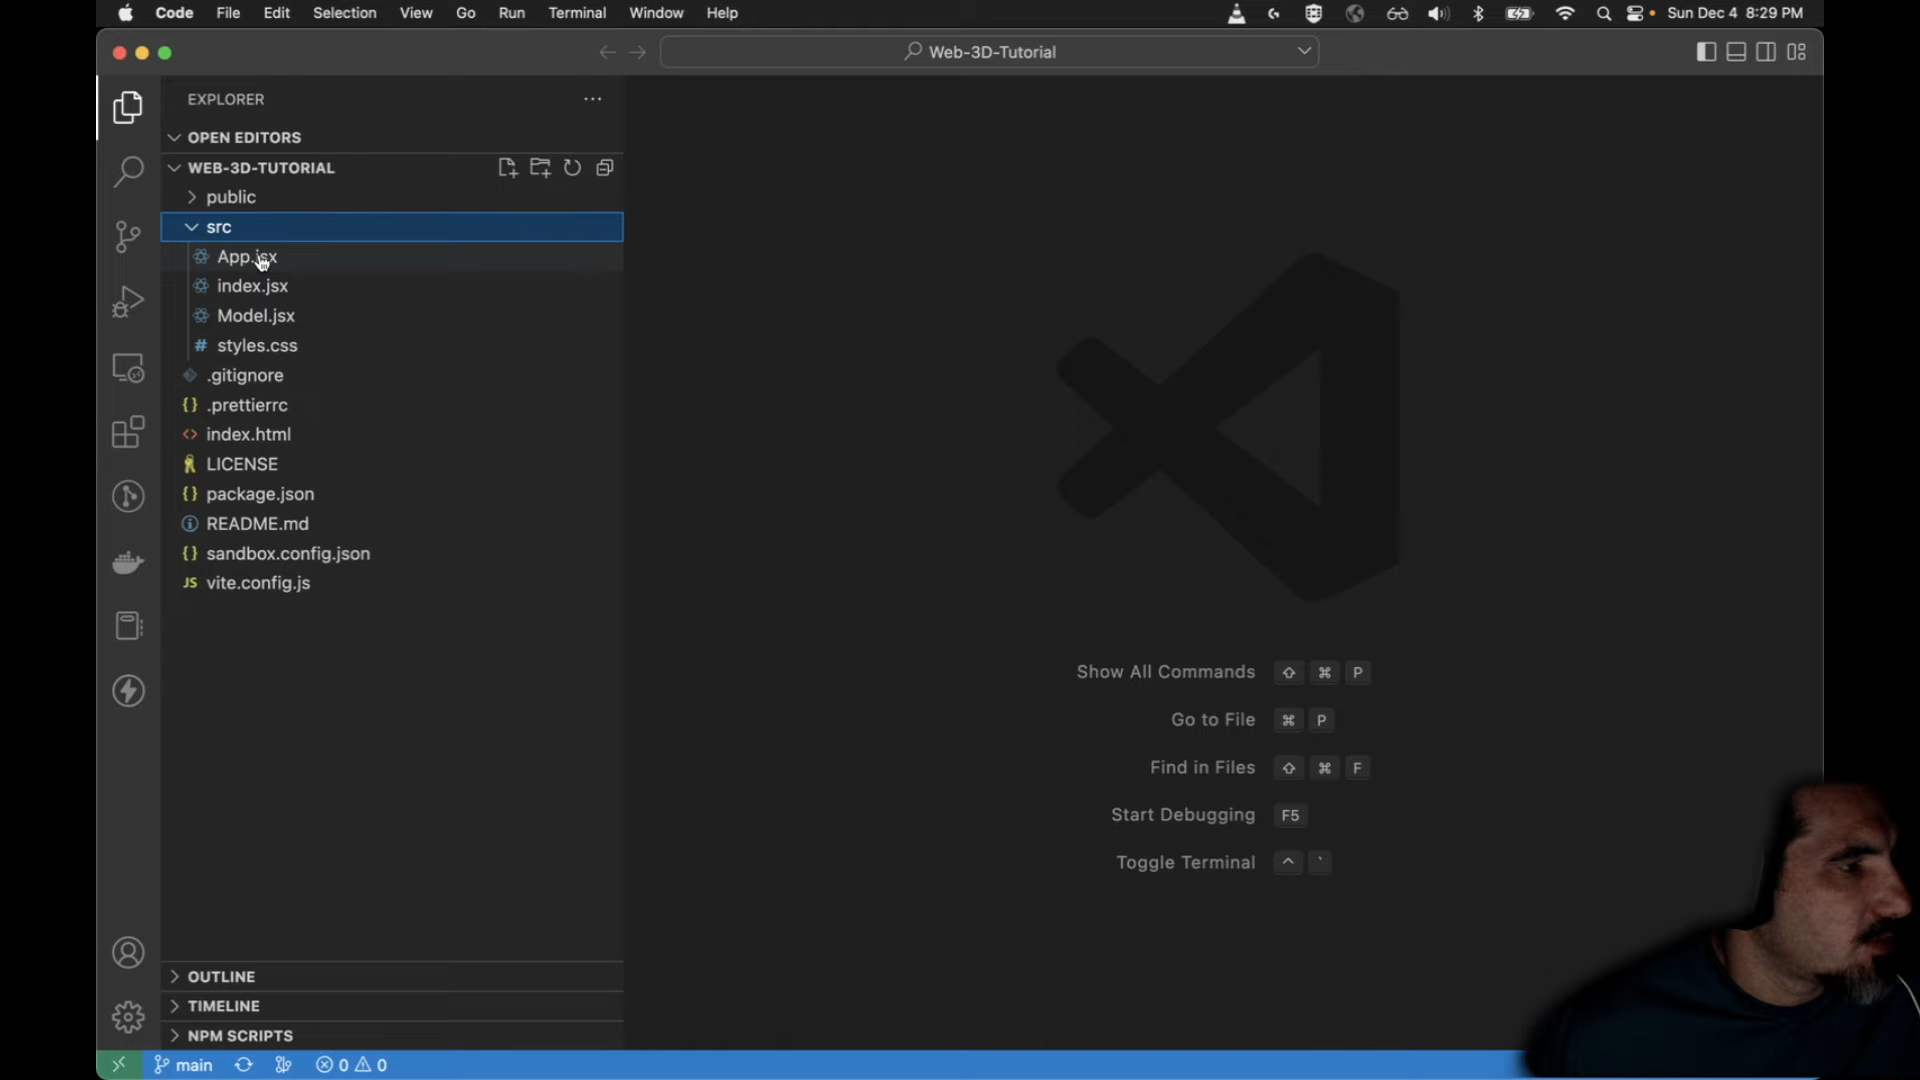 Code File Edit Selection View Go Run Terminal Window Help Sun Dec 4 8:29 PM
Web-3D-Tutorial
EXPLORER
OPEN EDITORS
WEB-3D-TUTORIAL
public
src
App.jsx
index.jsx
Model.jsx
# styles.css
.gitignore
{} .prettierrc
<> index.html
LICENSE
{} package.json
README.md
{} sandbox.config.json
JS vite.config.js
Show All Commands ⇧ ⌘ P
Go to File ⌘ P
Find in Files ⇧ ⌘ F
Start Debugging F5
Toggle Terminal ^ `
OUTLINE
TIMELINE
NPM SCRIPTS
main 0 0